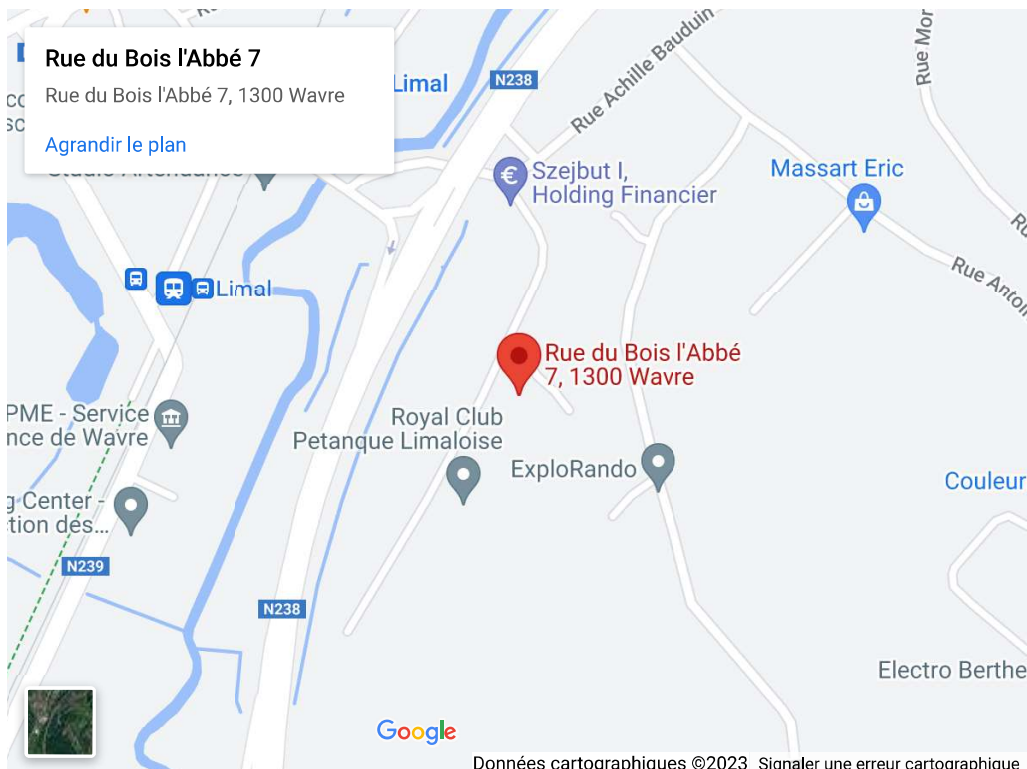 Rue du Bois l'Abbé 7
Rue du Bois l'Abbé 7, 1300 Wavre
Agrandir le plan
Limal
N238
Rue Achille Bauduin
Rue Mor
Szejbut I,
Holding Financier
Massart Eric
Limal
Rue Antoin
Rue du Bois l'Abbé
7, 1300 Wavre
PME - Service
nce de Wavre
Royal Club
Petanque Limaloise
ExploRando
Couleur
g Center -
ction des...
N239
N238
Electro Berthe
Google
Données cartographiques ©2023
Signaler une erreur cartographique